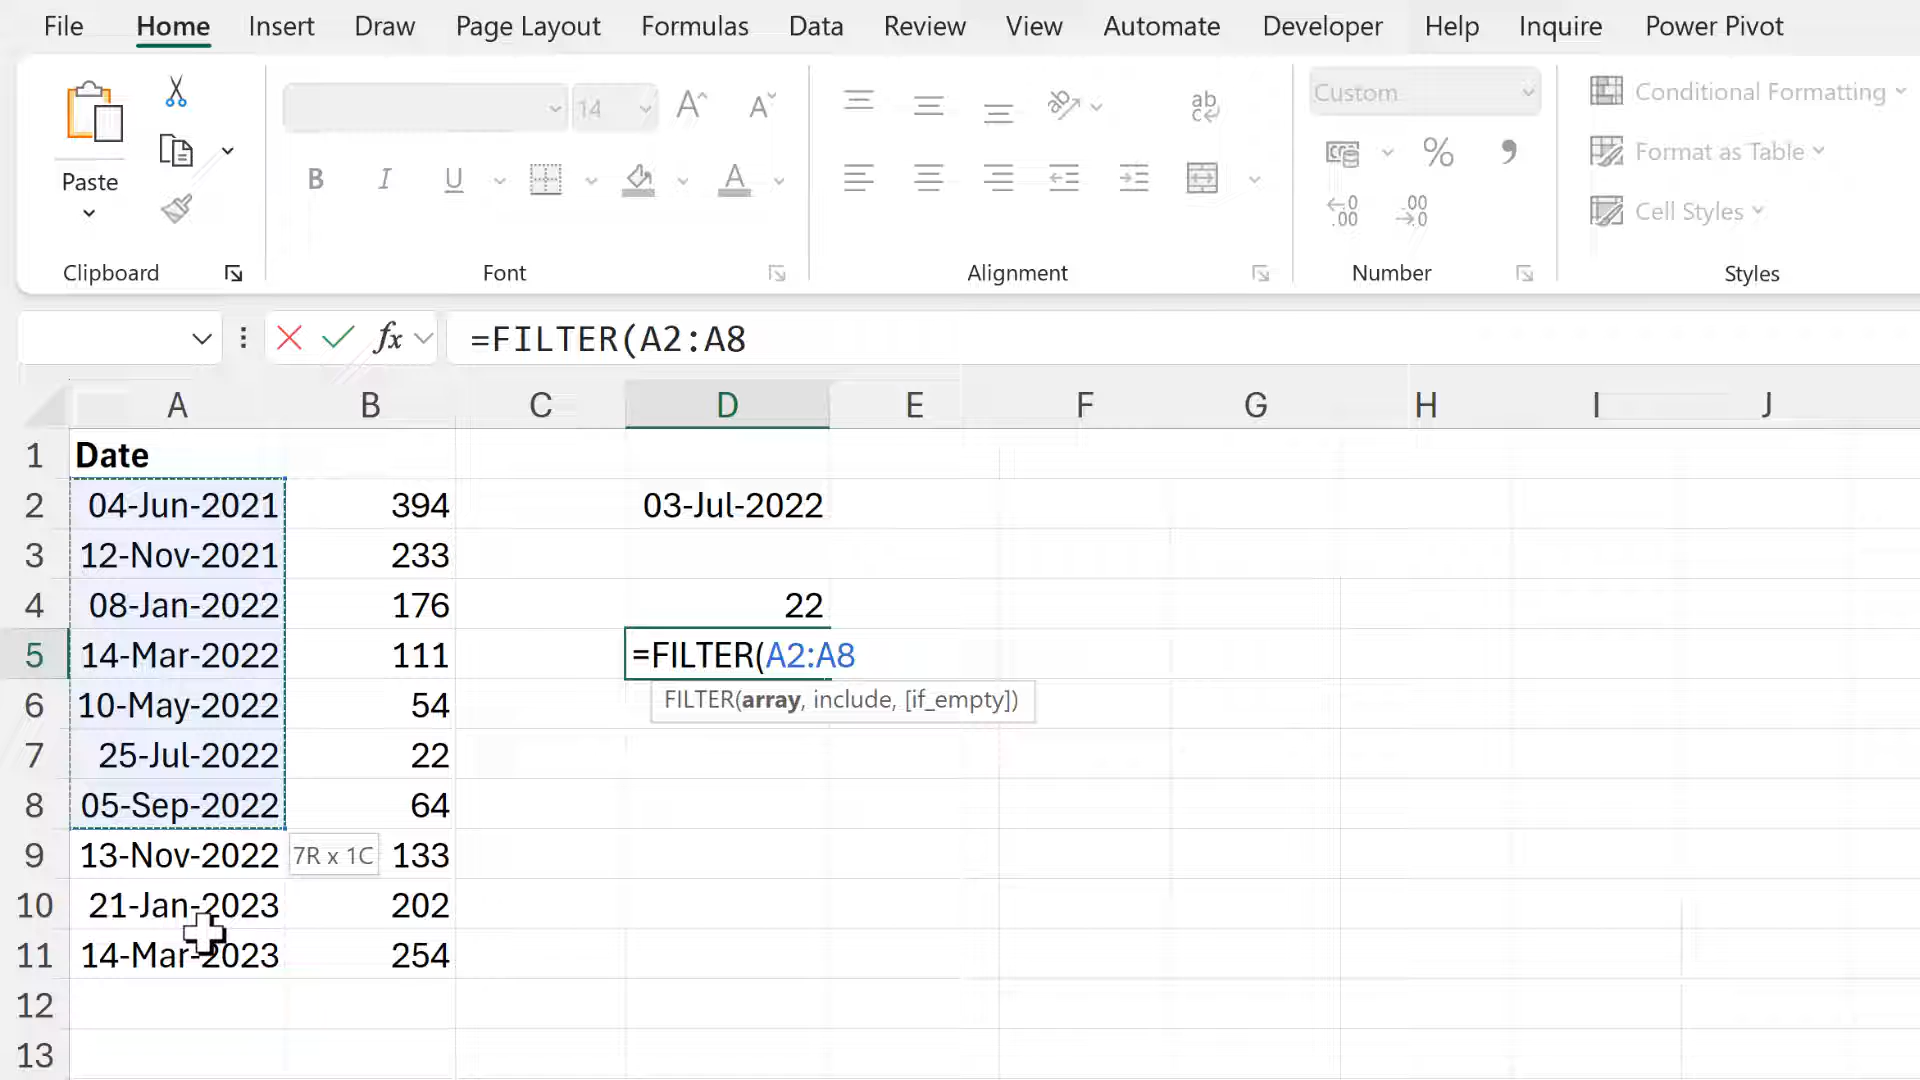 File Home Insert Draw Page Layout Formulas Data Review View Automate Developer Help Inquire Power Pivot
Paste
14
Custom
Conditional Formatting
Format as Table
Cell Styles
Clipboard Font Alignment Number Styles
=FILTER(A2:A8
A B C D E F G H I J
1 Date
2 04-Jun-2021 394 03-Jul-2022
3 12-Nov-2021 233
4 08-Jan-2022 176 22
5 14-Mar-2022 111 =FILTER(A2:A8
FILTER(array, include, [if_empty])
6 10-May-2022 54
7 25-Jul-2022 22
8 05-Sep-2022 64
9 13-Nov-2022 7R x 1C 133
10 21-Jan-2023 202
11 14-Mar-2023 254
12
13